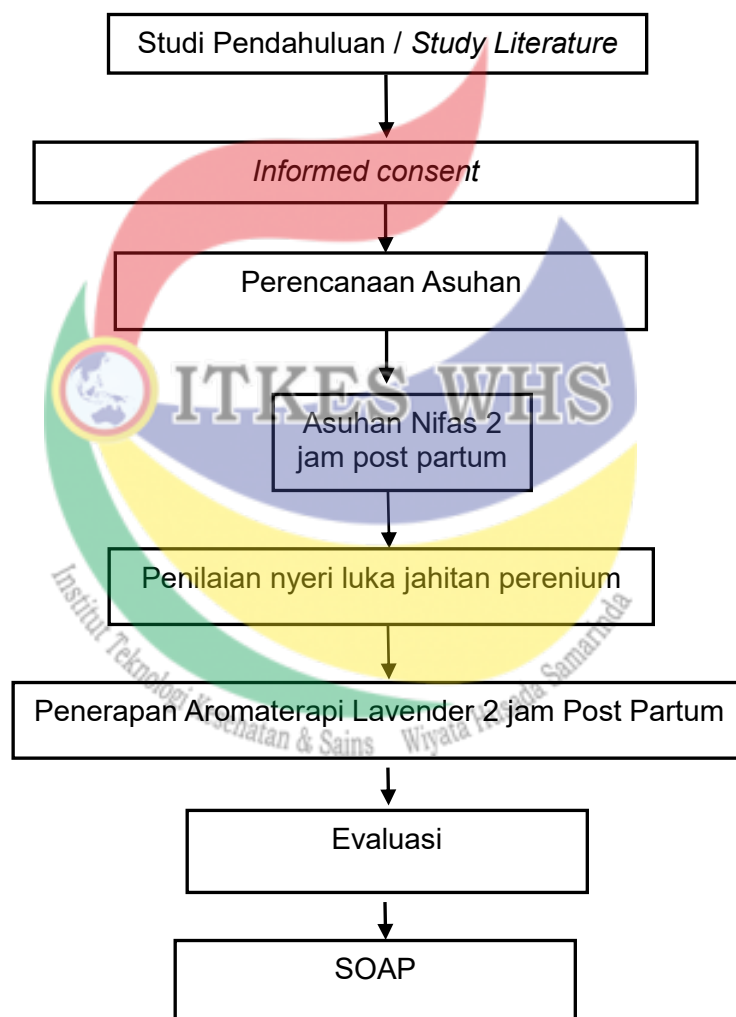 Studi Pendahuluan / Study Literature
Informed consent
Perencanaan Asuhan
ITKES WHS
Asuhan Nifas 2
jam post partum
Penilaian nyeri luka jahitan perenium
Penerapan Aromaterapi Lavender 2 jam Post Partum
Institut Teknologi Kesehatan & Sains Wiyata Husada Samarinda
Evaluasi
SOAP